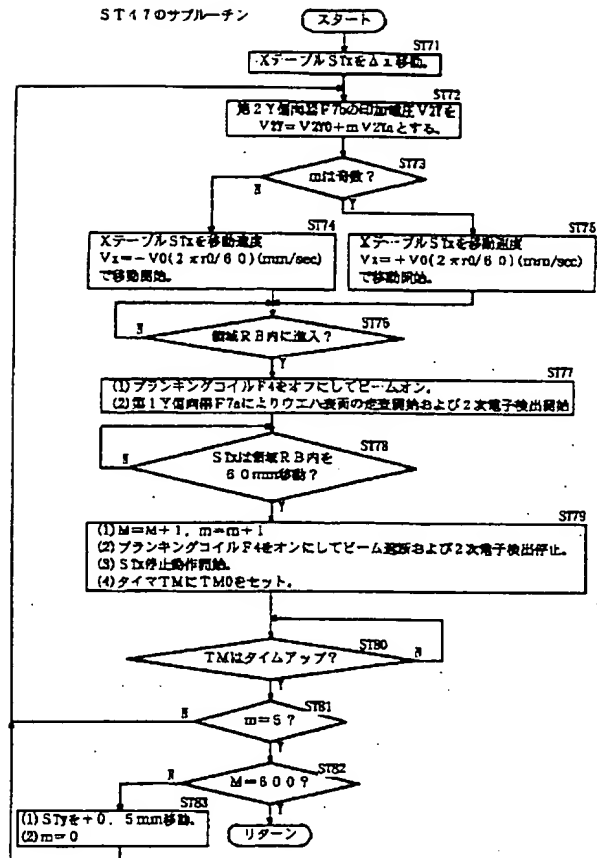 ST47のサブルーチン
スタート
ST71
XテーブルSTxをΔx移動。
ST72
第2Y偏向器F7bの印加電圧V2Yを
V2Y=V2Y0+mV2Yaとする。
ST73
mは奇数?
N
Y
ST74
XテーブルSTxを移動速度
Vx=-V0(2πr0/60)(mm/sec)
で移動開始。
ST75
XテーブルSTxを移動速度
Vx=+V0(2πr0/60)(mm/sec)
で移動開始。
ST76
領域RB内に進入?
N
Y
ST77
(1)ブランキングコイルF4をオフにしてビームオン。
(2)第1Y偏向器F7aによりウエハ表面の走査開始および2次電子検出開始
ST78
STxは領域RB内を
60mm移動?
N
Y
ST79
(1)M=M+1,m=m+1
(2)ブランキングコイルF4をオンにしてビーム遮断および2次電子検出停止。
(3)STx停止動作開始。
(4)タイマTMにTM0をセット。
ST80
TMはタイムアップ?
N
Y
ST81
m=5?
N
Y
ST82
M=600?
N
Y
ST83
(1)STyを+0.5mm移動。
(2)m=0
リターン